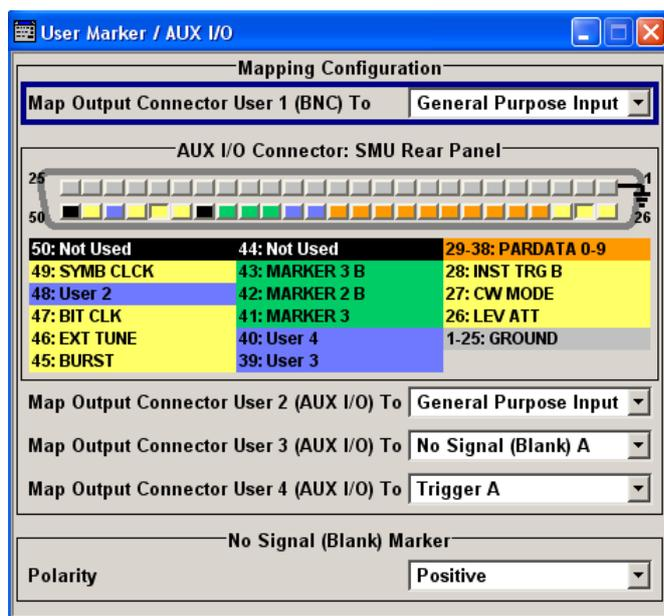 User Marker / AUX I/O
Mapping Configuration
Map Output Connector User 1 (BNC) To General Purpose Input
AUX I/O Connector: SMU Rear Panel
25 1
50 26
50: Not Used 44: Not Used 29-38: PARDATA 0-9
49: SYMB CLCK 43: MARKER 3 B 28: INST TRG B
48: User 2 42: MARKER 2 B 27: CW MODE
47: BIT CLK 41: MARKER 3 26: LEV ATT
46: EXT TUNE 40: User 4 1-25: GROUND
45: BURST 39: User 3
Map Output Connector User 2 (AUX I/O) To General Purpose Input
Map Output Connector User 3 (AUX I/O) To No Signal (Blank) A
Map Output Connector User 4 (AUX I/O) To Trigger A
No Signal (Blank) Marker
Polarity Positive